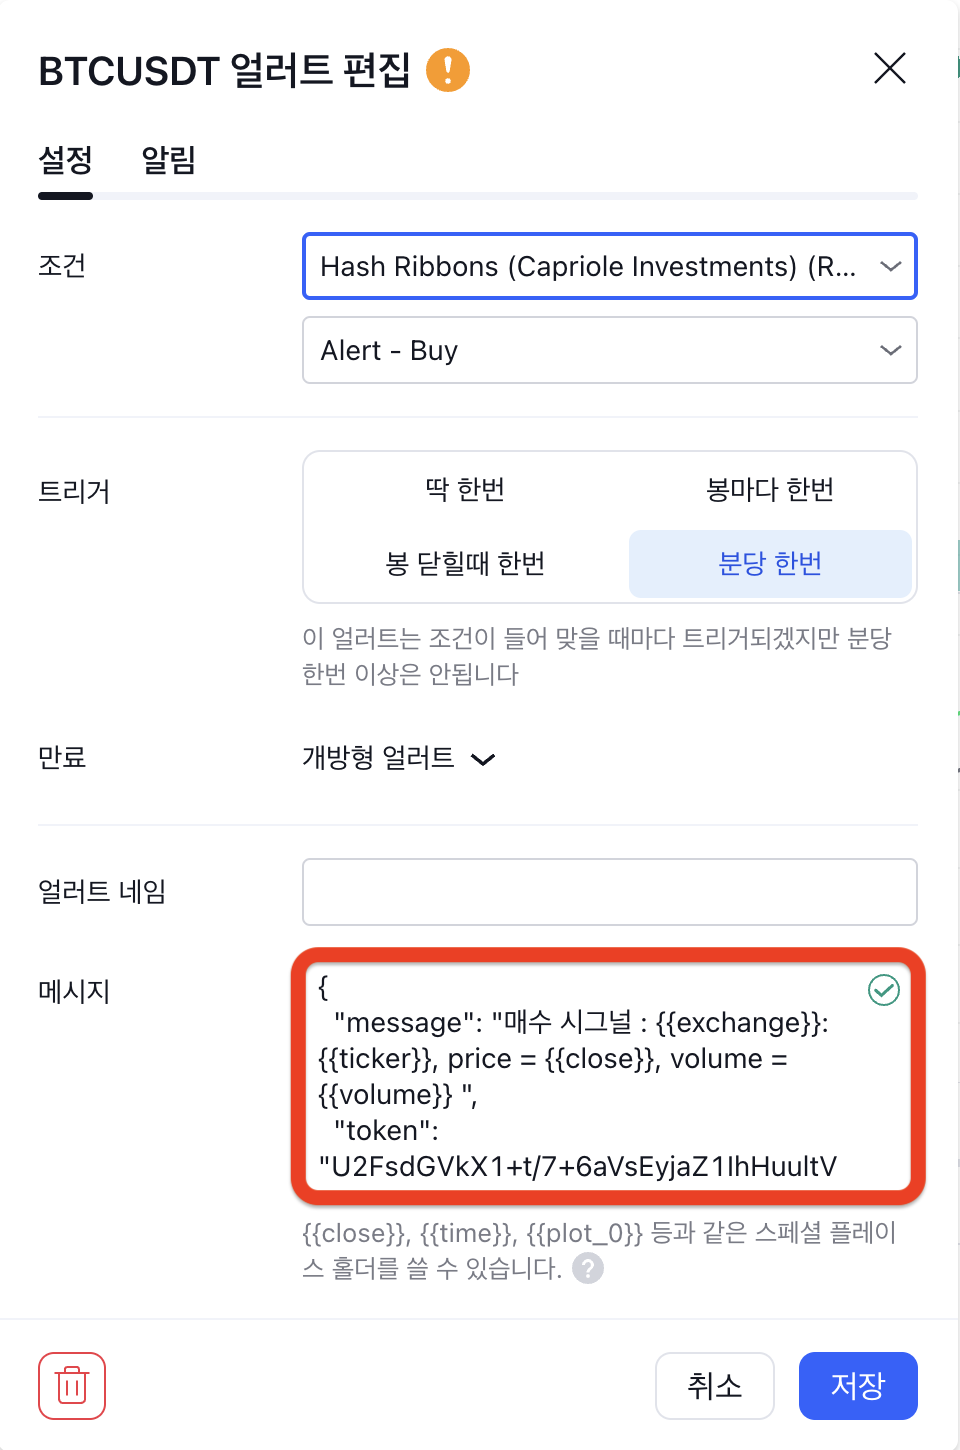 BTCUSDT 얼러트 편집
설정 알림
조건
Hash Ribbons (Capriole Investments) (R...
Alert - Buy
트리거
딱 한번 봉마다 한번
봉 닫힐때 한번 분당 한번
이 얼러트는 조건이 들어 맞을 때마다 트리거되겠지만 분당
한번 이상은 안됩니다
만료 개방형 얼러트
얼러트 네임
메시지
{
"message": "매수 시그널 : {{exchange}}:
{{ticker}}, price = {{close}}, volume =
{{volume}} ",
"token":
"U2FsdGVkX1+t/7+6aVsEyjaZ1IhHuultV
{{close}}, {{time}}, {{plot_0}} 등과 같은 스페셜 플레이
스 홀더를 쓸 수 있습니다. ?
취소 저장